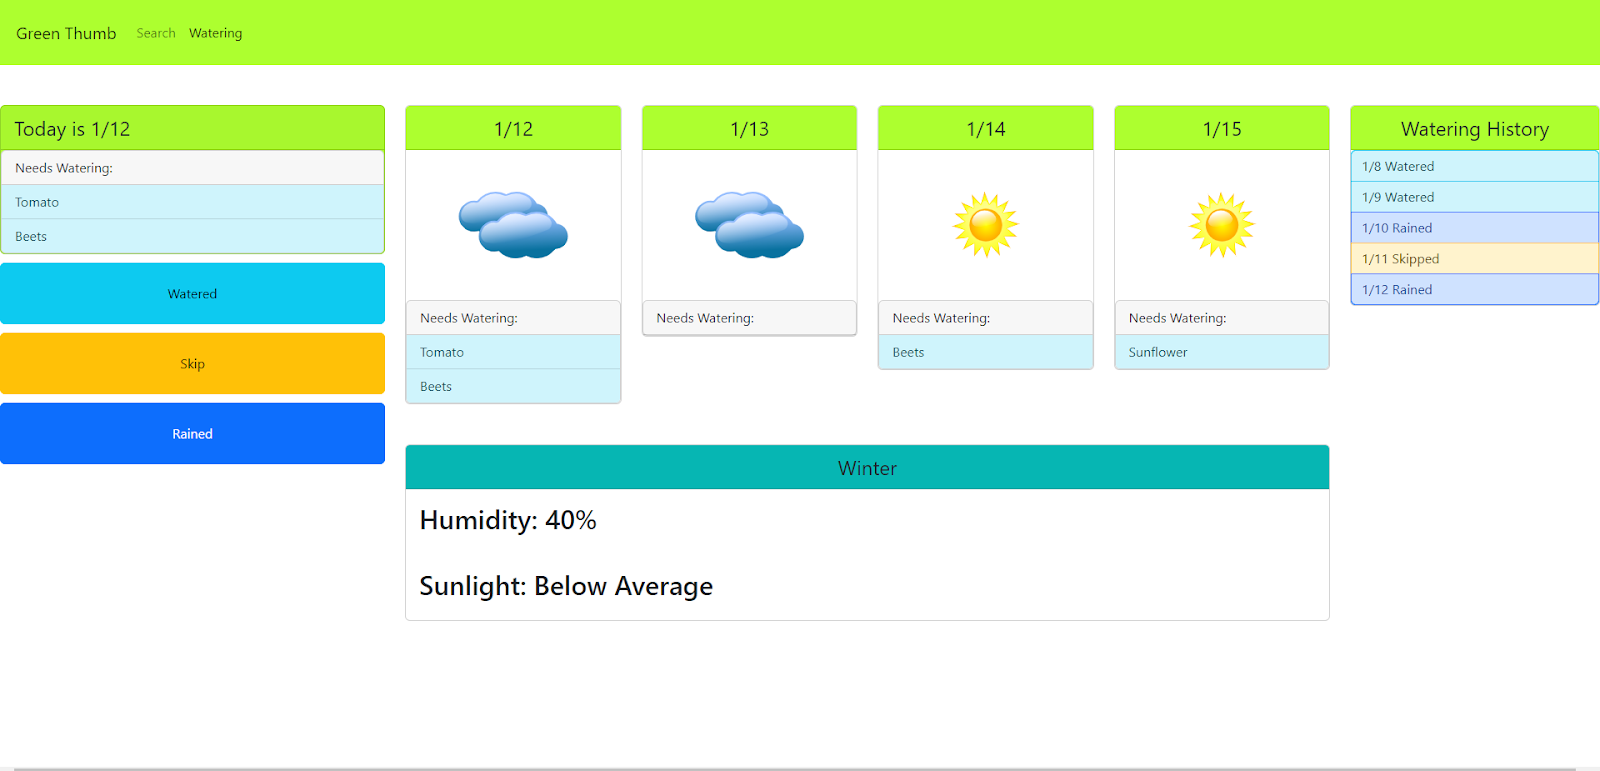 Green Thumb Search Watering
Today is 1/12
Needs Watering:
Tomato
Beets
Watered
Skip
Rained
1/12
Needs Watering:
Tomato
Beets
1/13
Needs Watering:
1/14
Needs Watering:
Beets
1/15
Needs Watering:
Sunflower
Winter
Humidity: 40%
Sunlight: Below Average
Watering History
1/8 Watered
1/9 Watered
1/10 Rained
1/11 Skipped
1/12 Rained